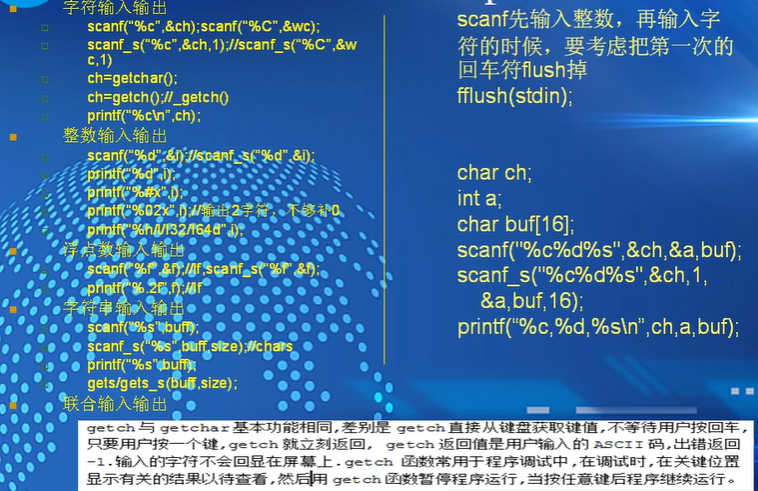 字符输入输出
scanf("%c",&ch);scanf("%C",&wc);
scanf_s("%c",&ch,1);//scanf_s("%C",&w
c,1)
ch=getchar();
ch=getch();//_getch()
printf("%c\n",ch);
整数输入输出
scanf("%d",&i);//scanf_s("%d",&i);
printf("%d",i);
printf("%#x",i);
printf("%02x",i);//输出2字符，不够补0
printf("%h/l/I32/I64d",i);
浮点数输入输出
scanf("%f",&f);//lf,scanf_s("%f",&f);
printf("%.2f",f);//lf
字符串输入输出
scanf("%s",buff);
scanf_s("%s",buff,size);//chars
printf("%s",buff);
gets/gets_s(buff,size);
联合输入输出
scanf先输入整数，再输入字
符的时候，要考虑把第一次的
回车符flush掉
fflush(stdin);
char ch;
int a;
char buf[16];
scanf("%c%d%s",&ch,&a,buf);
scanf_s("%c%d%s",&ch,1,
&a,buf,16);
printf("%c,%d,%s\n",ch,a,buf);
getch与getchar基本功能相同,差别是getch直接从键盘获取键值,不等待用户按回车,
只要用户按一个键,getch就立刻返回, getch返回值是用户输入的ASCII码,出错返回
-1.输入的字符不会回显在屏幕上.getch函数常用于程序调试中,在调试时,在关键位置
显示有关的结果以待查看,然后用getch函数暂停程序运行,当按任意键后程序继续运行。